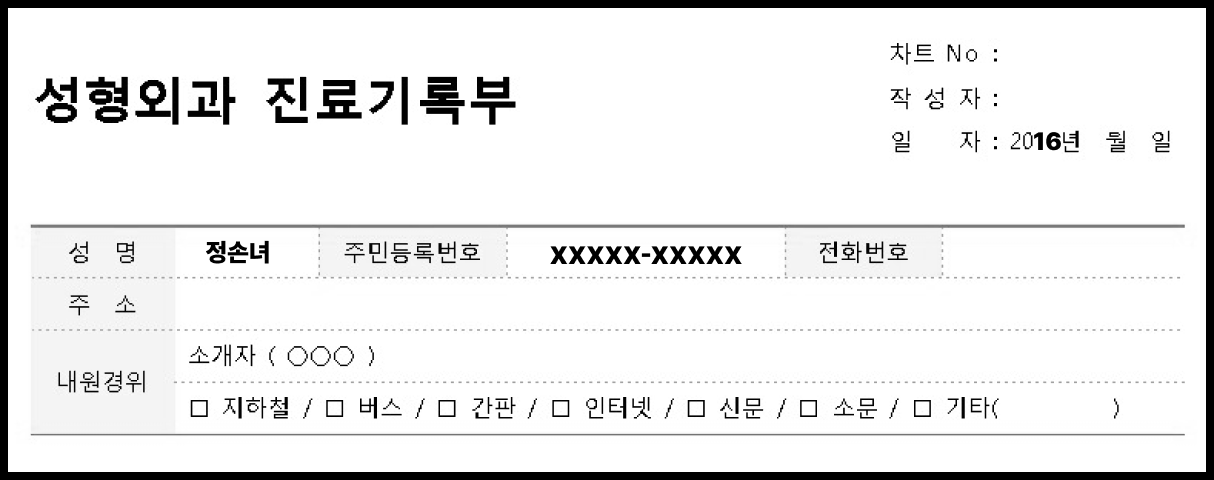 차트 No :
성형외과 진료기록부
작 성 자 :
일 자 : 2016년 월 일
성 명 정손녀 주민등록번호 XXXXX-XXXXX 전화번호
주 소
내원경위
소개자 ( ○○○ )
□ 지하철 / □ 버스 / □ 간판 / □ 인터넷 / □ 신문 / □ 소문 / □ 기타( )